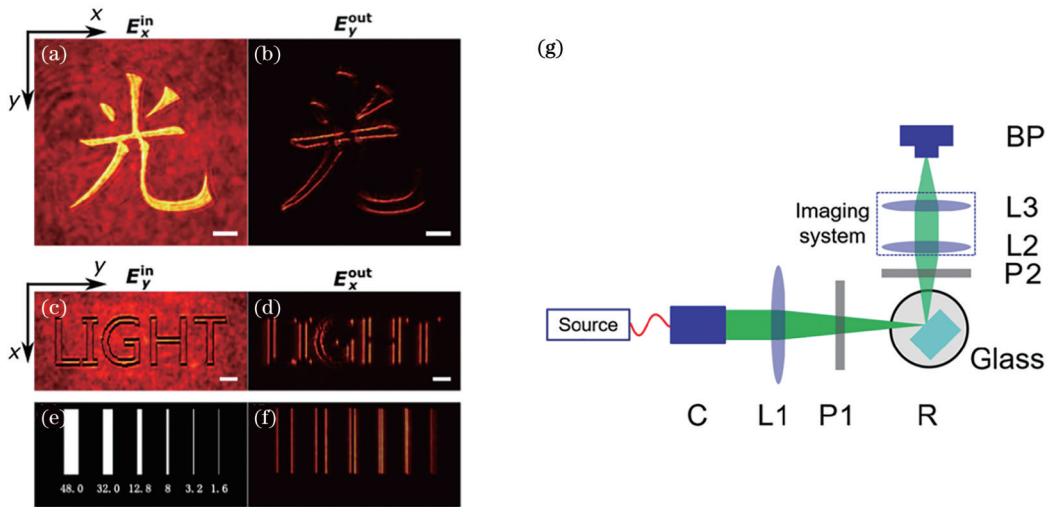 x
E_x^in
E_y^out
(a)
(b)
y
光
光
y
E_y^in
E_x^out
(c)
(d)
x
LIGHT
LIGHT
(e)
(f)
48.0 32.0 12.8 8 3.2 1.6
(g)
BP
L3
Imaging
system
L2
P2
Source
Glass
C L1 P1 R